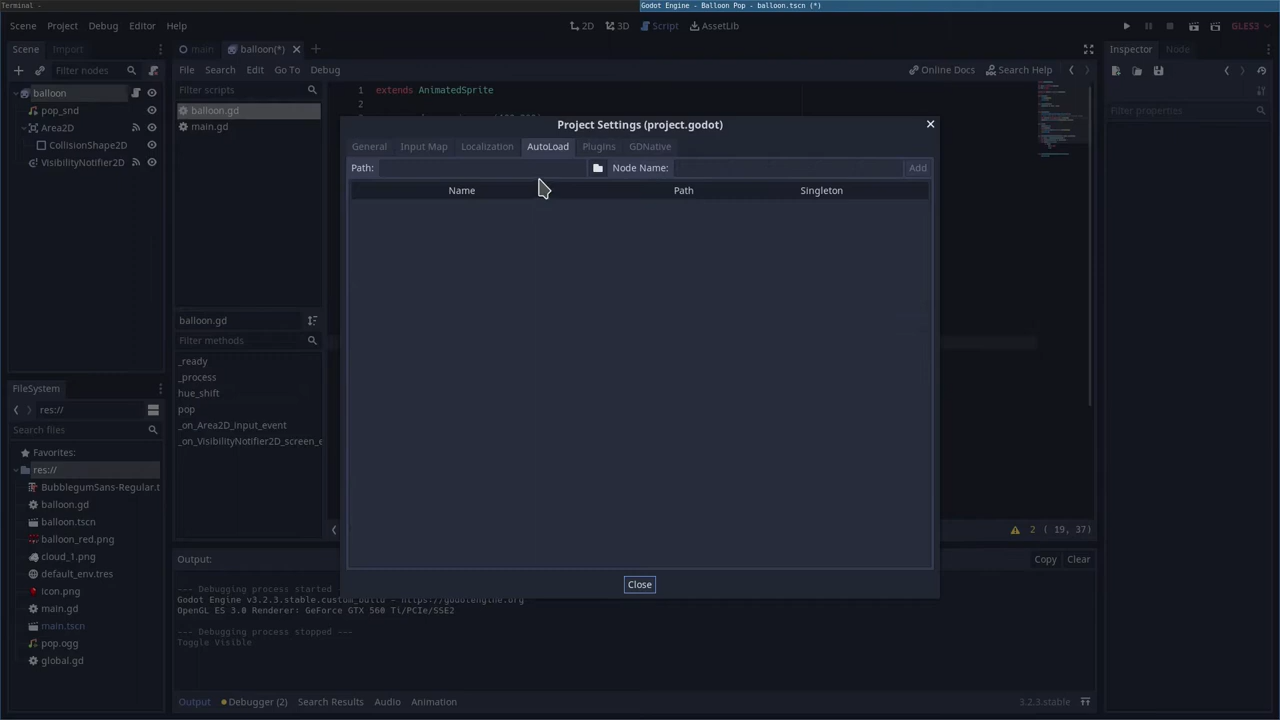 Terminal -
Godot Engine - Balloon Pop - balloon.tscn (*)
Scene Project Debug Editor Help
2D 3D Script AssetLib
GLES3
Scene Import
main balloon(*)
Inspector Node
Filter nodes
File Search Edit Go To Debug
Online Docs Search Help
balloon
pop_snd
Area2D
CollisionShape2D
VisibilityNotifier2D
Filter scripts
balloon.gd
main.gd
1 extends AnimatedSprite
2
Filter properties
Project Settings (project.godot)
General Input Map Localization AutoLoad Plugins GDNative
Path: Node Name: Add
Name Path Singleton
Close
balloon.gd
Filter methods
_ready
_process
hue_shift
pop
_on_Area2D_input_event
_on_VisibilityNotifier2D_screen_e
2 ( 19, 37)
FileSystem
res://
Search files
Favorites:
res://
BubblegumSans-Regular.t
balloon.gd
balloon.tscn
balloon_red.png
cloud_1.png
default_env.tres
icon.png
main.gd
main.tscn
pop.ogg
global.gd
Output: Copy Clear
--- Debugging process started
Godot Engine v3.2.3.stable.custom_build - https://godotengine.org
OpenGL ES 3.0 Renderer: GeForce GTX 560 Ti/PCIe/SSE2
--- Debugging process stopped ---
Toggle Visible
Output Debugger (2) Search Results Audio Animation
3.2.3.stable